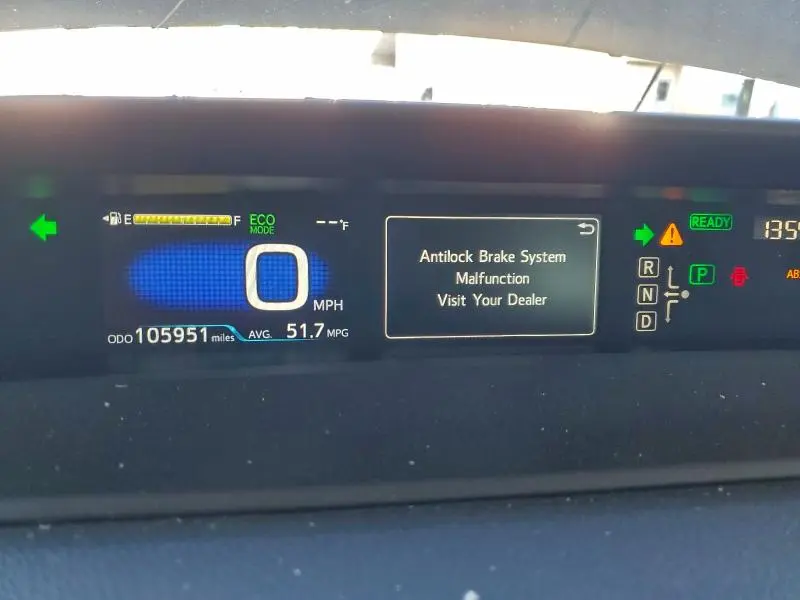 E F ECO --°F
MODE
0 MPH
ODO 105951 miles AVG. 51.7 MPG
Antilock Brake System
Malfunction
Visit Your Dealer
READY
R P
N
D